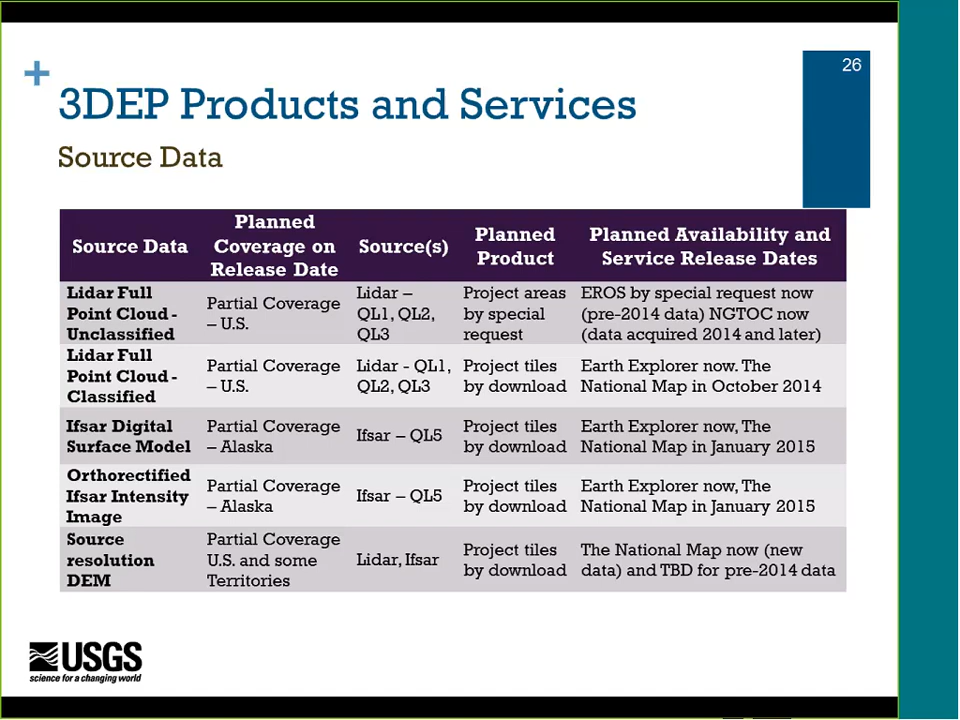 +
26
3DEP Products and Services
Source Data
Source Data
Planned
Coverage on
Release Date
Source(s)
Planned
Product
Planned Availability and
Service Release Dates
Lidar Full
Point Cloud -
Unclassified
Partial Coverage
– U.S.
Lidar –
QL1, QL2,
QL3
Project areas
by special
request
EROS by special request now
(pre-2014 data) NGTOC now
(data acquired 2014 and later)
Lidar Full
Point Cloud -
Classified
Partial Coverage
– U.S.
Lidar - QL1,
QL2, QL3
Project tiles
by download
Earth Explorer now. The
National Map in October 2014
Ifsar Digital
Surface Model
Partial Coverage
– Alaska
Ifsar – QL5
Project tiles
by download
Earth Explorer now, The
National Map in January 2015
Orthorectified
Ifsar Intensity
Image
Partial Coverage
– Alaska
Ifsar – QL5
Project tiles
by download
Earth Explorer now, The
National Map in January 2015
Source
resolution
DEM
Partial Coverage
U.S. and some
Territories
Lidar, Ifsar
Project tiles
by download
The National Map now (new
data) and TBD for pre-2014 data
USGS
science for a changing world